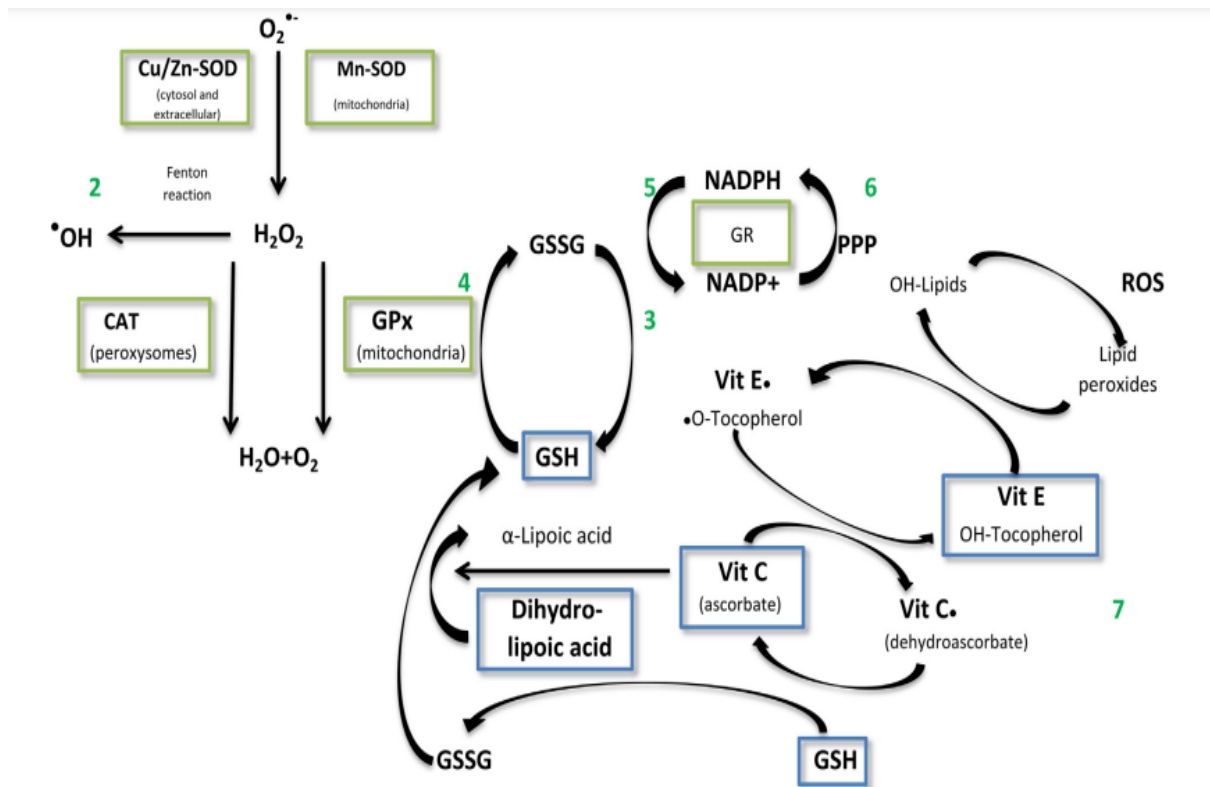 O₂•-
Cu/Zn-SOD
(cytosol and
extracellular)
Mn-SOD
(mitochondria)
2
Fenton
reaction
•OH
H₂O₂
CAT
(peroxysomes)
GPx
(mitochondria)
H₂O+O₂
4
GSSG
3
GSH
5
NADPH
6
GR
PPP
NADP+
OH-Lipids
ROS
Lipid
peroxides
Vit E•
•O-Tocopherol
Vit E
OH-Tocopherol
α-Lipoic acid
Dihydro-
lipoic acid
Vit C
(ascorbate)
Vit C•
(dehydroascorbate)
7
GSSG
GSH